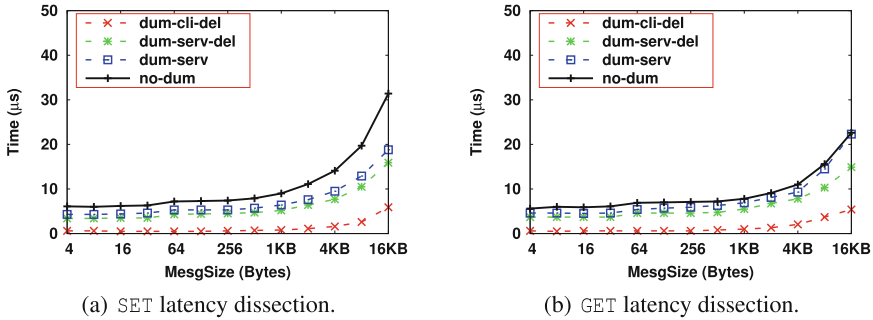 50
40
30
20
10
0
Time (μs)
dum-cli-del
dum-serv-del
dum-serv
no-dum
4 16 64 256 1KB 4KB 16KB
MesgSize (Bytes)
(a) SET latency dissection.
50
40
30
20
10
0
Time (μs)
dum-cli-del
dum-serv-del
dum-serv
no-dum
4 16 64 256 1KB 4KB 16KB
MesgSize (Bytes)
(b) GET latency dissection.